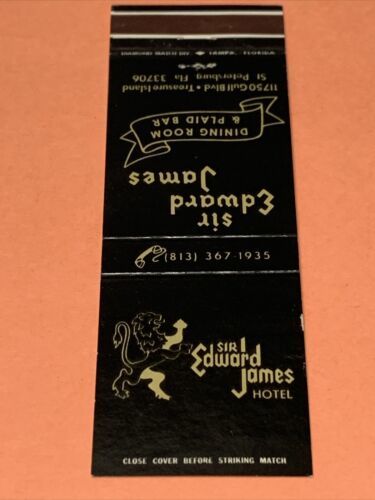 DIAMOND MATCH DIV. TAMPA, FLORIDA
11750 Gulf Blvd • Treasure Island
St Petersburg Fla 33706
DINING ROOM
& PLAID BAR
sir
Edward
James
(813) 367-1935
SIR
Edward
James
HOTEL
CLOSE COVER BEFORE STRIKING MATCH